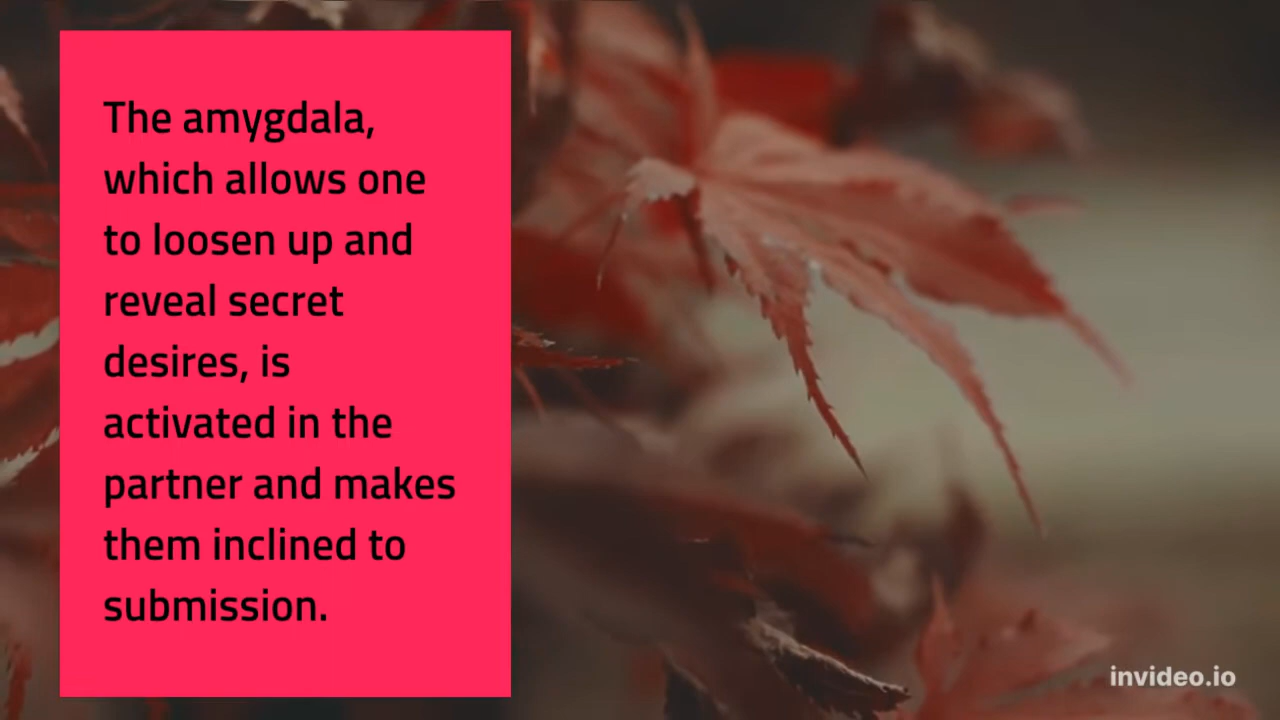 The amygdala,
which allows one
to loosen up and
reveal secret
desires, is
activated in the
partner and makes
them inclined to
submission.
invideo.io